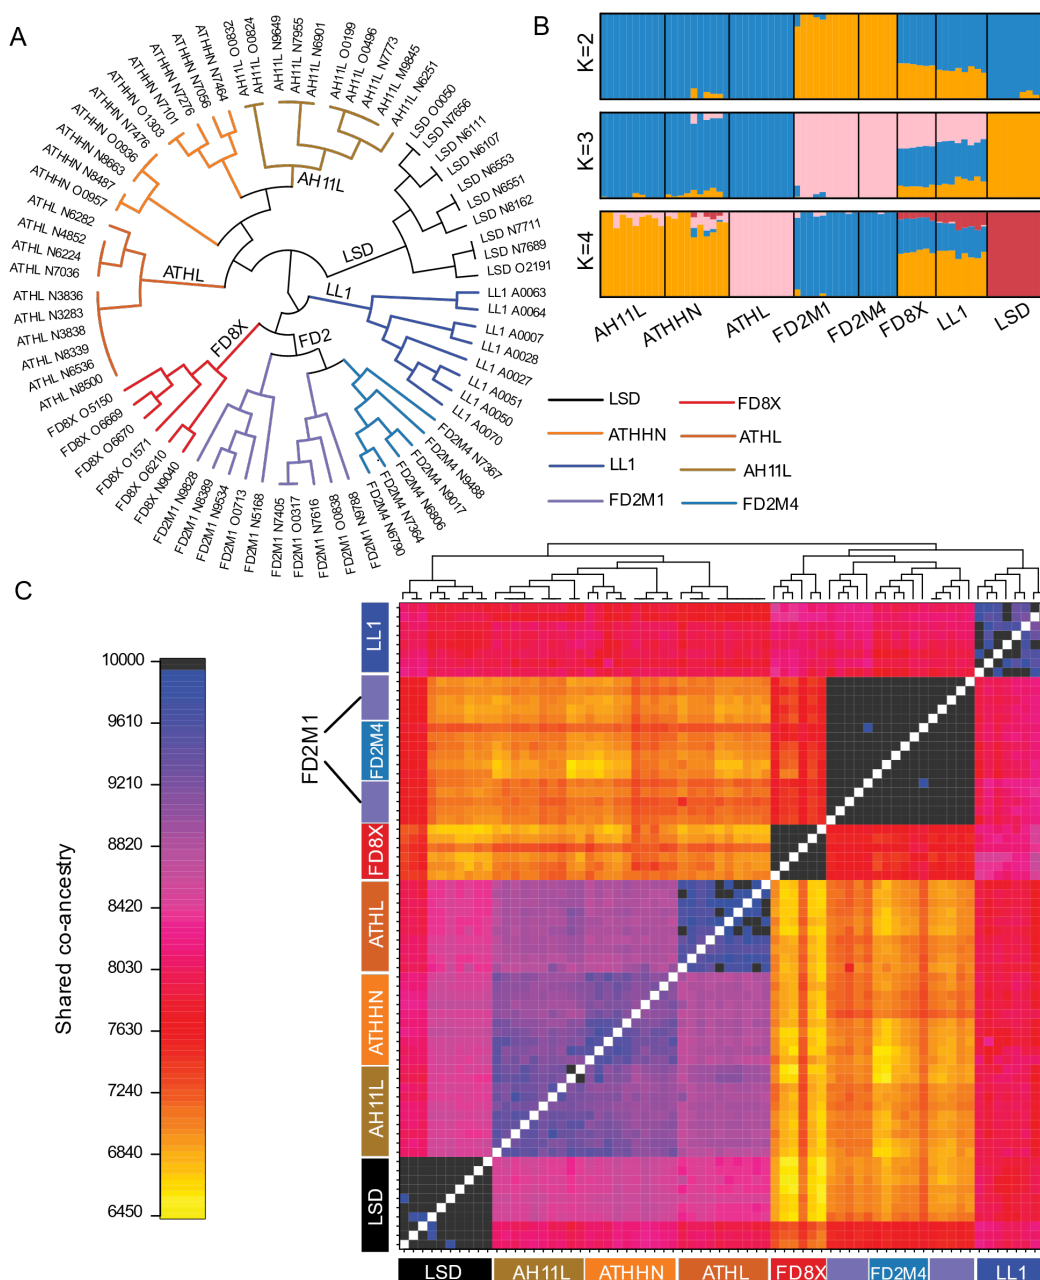 A
ATHHN N7464
ATHHN N7056
ATHHN N7276
ATHHN N7701
ATHHN O1303
ATHHN N7476
ATHHN O0936
ATHHN N8663
ATHHN N8487
ATHHN O0957
ATHL N6282
ATHL N4852
ATHL N6224
ATHL N7036
ATHL N3836
ATHL N3283
ATHL N3838
ATHL N8339
ATHL N6536
ATHL N8500
FD8X O5150
FD8X O6669
FD8X O6670
FD8X O1571
FD8X O6210
FD8X N9040
FD2M1 N9828
FD2M1 N8389
FD2M1 N9534
FD2M1 O0713
FD2M1 N5168
FD2M1 N7405
FD2M1 O0317
FD2M1 N7616
FD2M1 O0838
FD2M1 N9788
FD2M4 N9790
FD2M4 N7364
FD2M4 N6806
FD2M4 N9017
FD2M4 N9488
FD2M4 N7367
LL1 A0070
LL1 A0050
LL1 A0051
LL1 A0027
LL1 A0028
LL1 A0007
LL1 A0064
LL1 A0063
LSD O2191
LSD N7689
LSD N7711
LSD N8162
LSD N6551
LSD N6553
LSD N6107
LSD N6111
LSD N7656
LSD O0050
AH11L N6251
AH11L M9845
AH11L N7773
AH11L O0496
AH11L O0199
AH11L N6901
AH11L N7955
AH11L N9649
AH11L O0824
AH11L O0832
AH11L
LSD
ATHL
LL1
FD8X
FD2
B
K=2
K=3
K=4
AH11L
ATHHN
ATHL
FD2M1
FD2M4
FD8X
LL1
LSD
LSD
FD8X
ATHHN
ATHL
LL1
AH11L
FD2M1
FD2M4
C
Shared co-ancestry
10000
9610
9210
8820
8420
8030
7630
7240
6840
6450
LL1
FD2M1
FD2M4
FD8X
ATHL
ATHHN
AH11L
LSD
LSD
AH11L
ATHHN
ATHL
FD8X
FD2M4
LL1